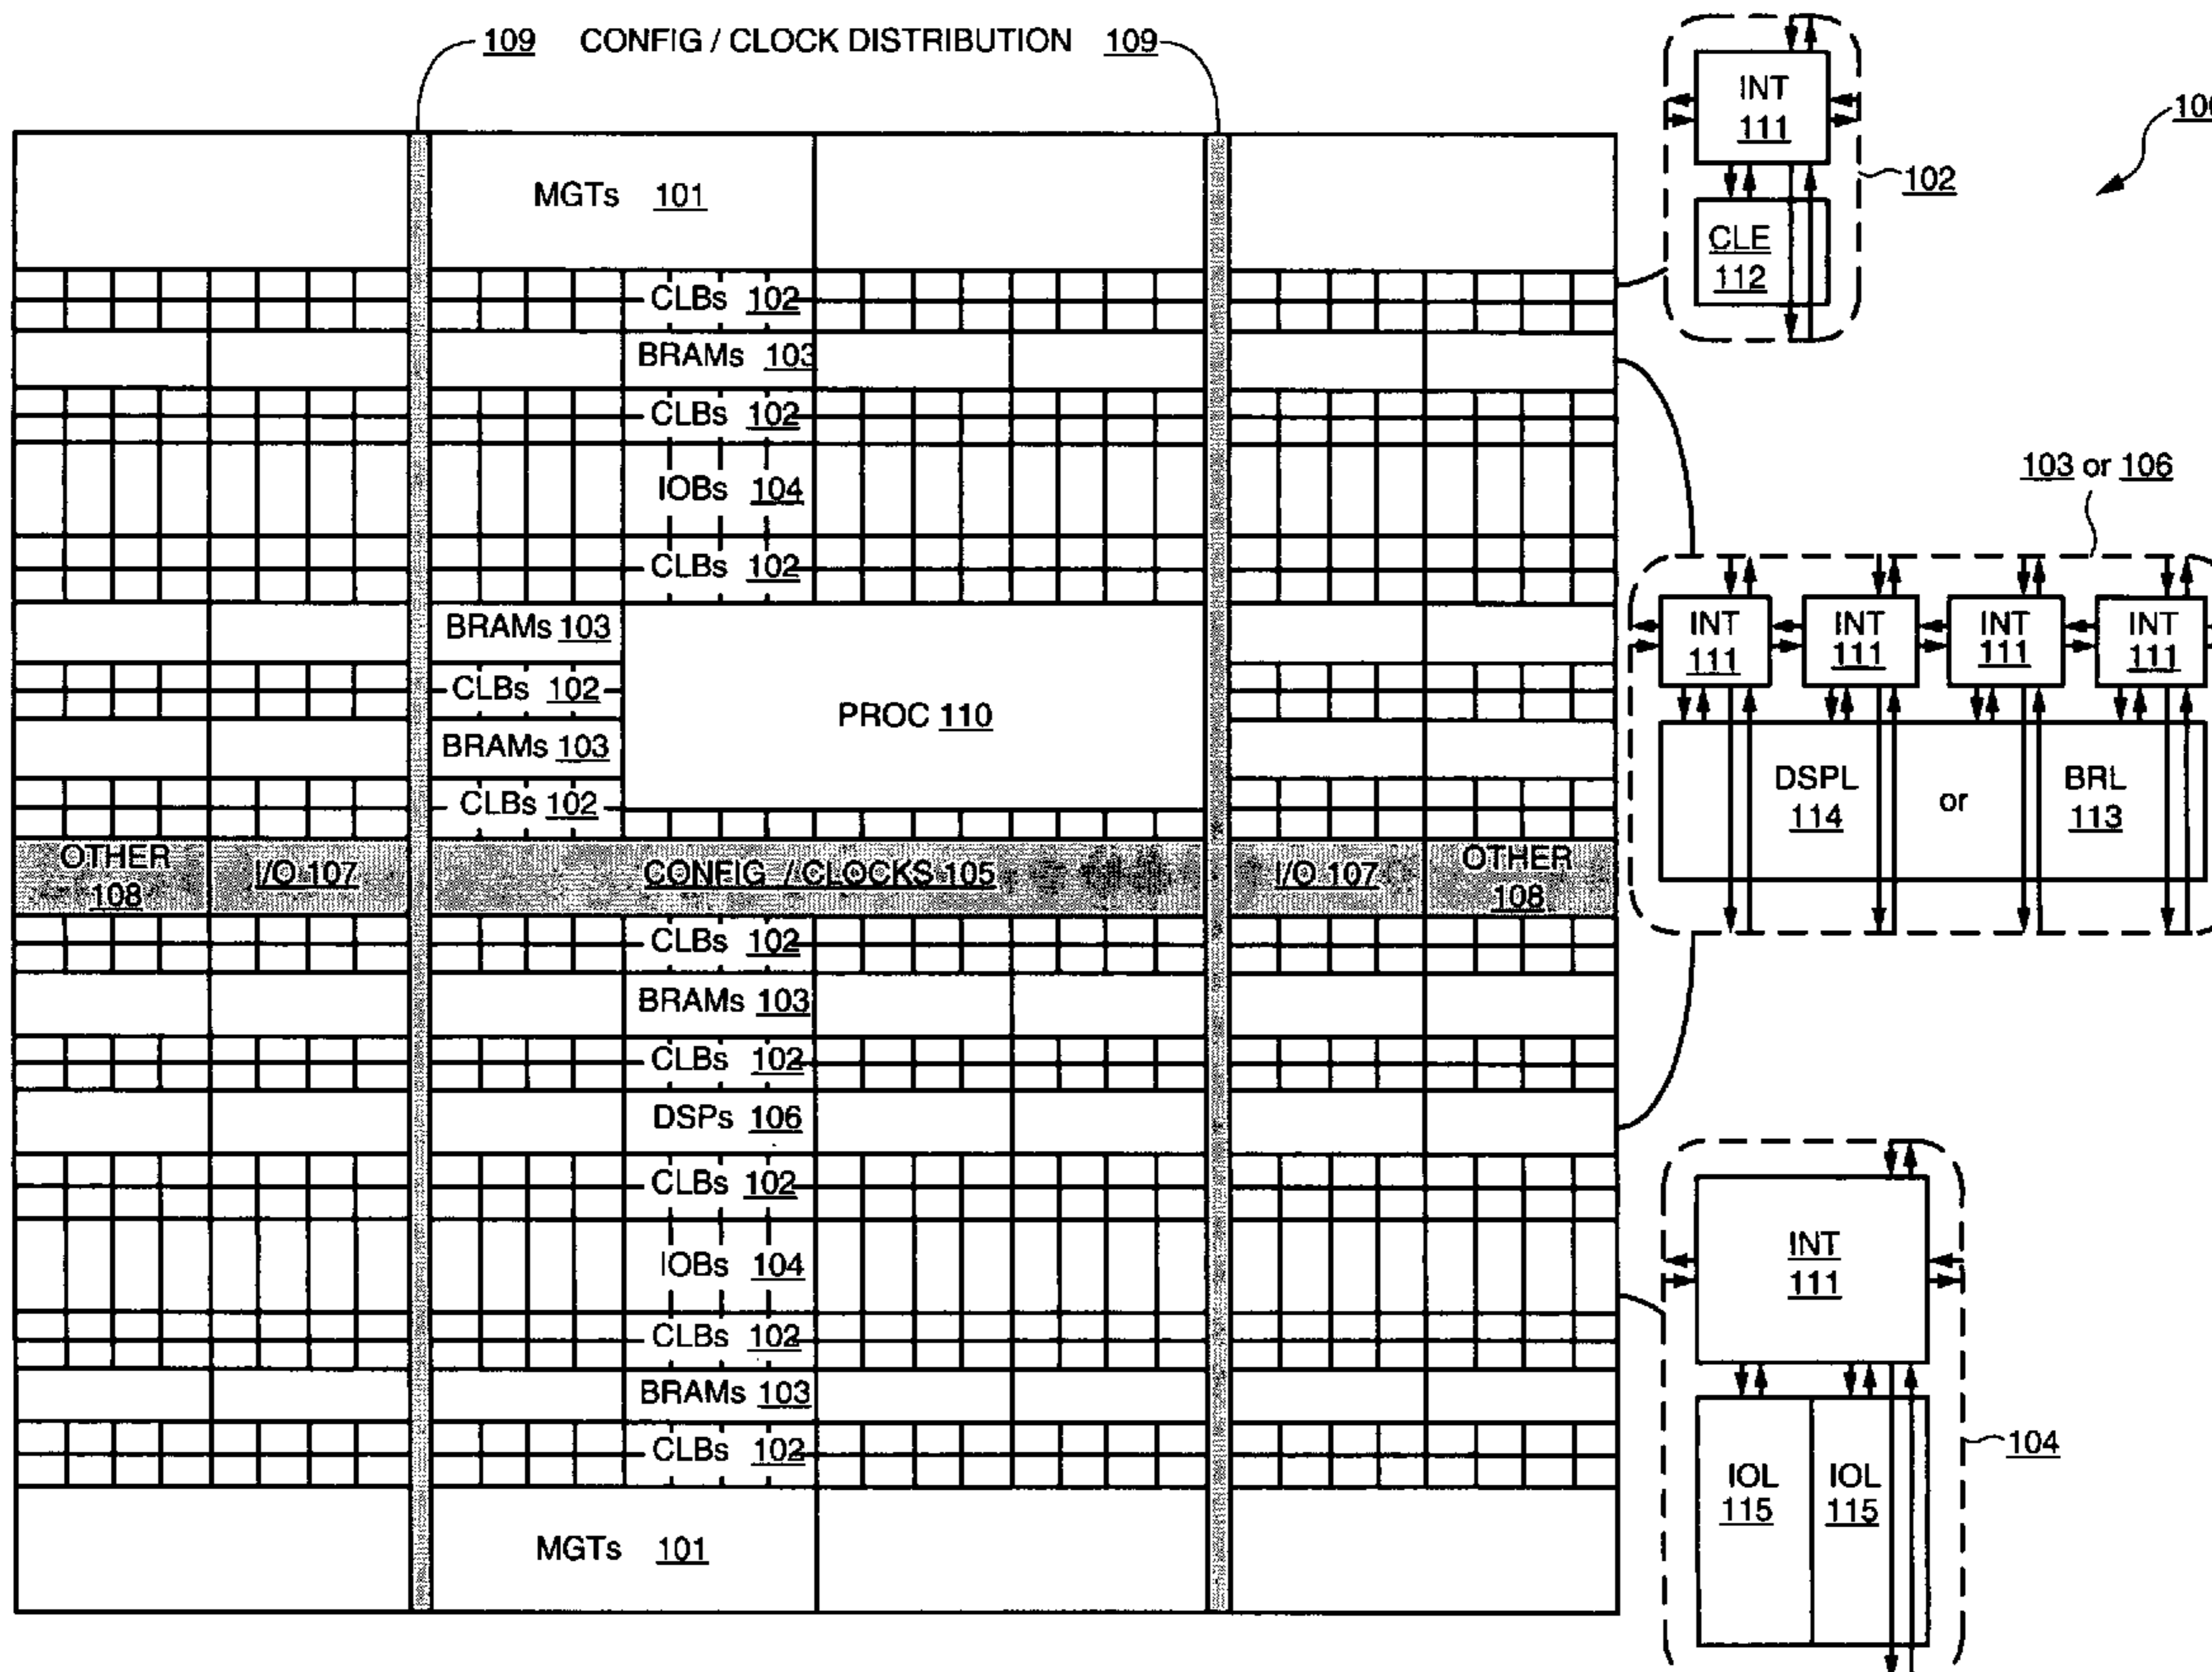 109 CONFIG / CLOCK DISTRIBUTION 109
MGTs 101
CLBs 102
BRAMs 103
CLBs 102
IOBs 104
CLBs 102
BRAMs 103
CLBs 102
PROC 110
BRAMs 103
CLBs 102
OTHER
108
I/O 107
CONFIG / CLOCKS 105
I/O 107
OTHER
108
CLBs 102
BRAMs 103
CLBs 102
DSPs 106
CLBs 102
IOBs 104
CLBs 102
BRAMs 103
CLBs 102
MGTs 101
INT
111
CLE
112
102
103 or 106
INT
111
INT
111
INT
111
INT
111
DSPL
114
or
BRL
113
INT
111
IOL
115
IOL
115
104